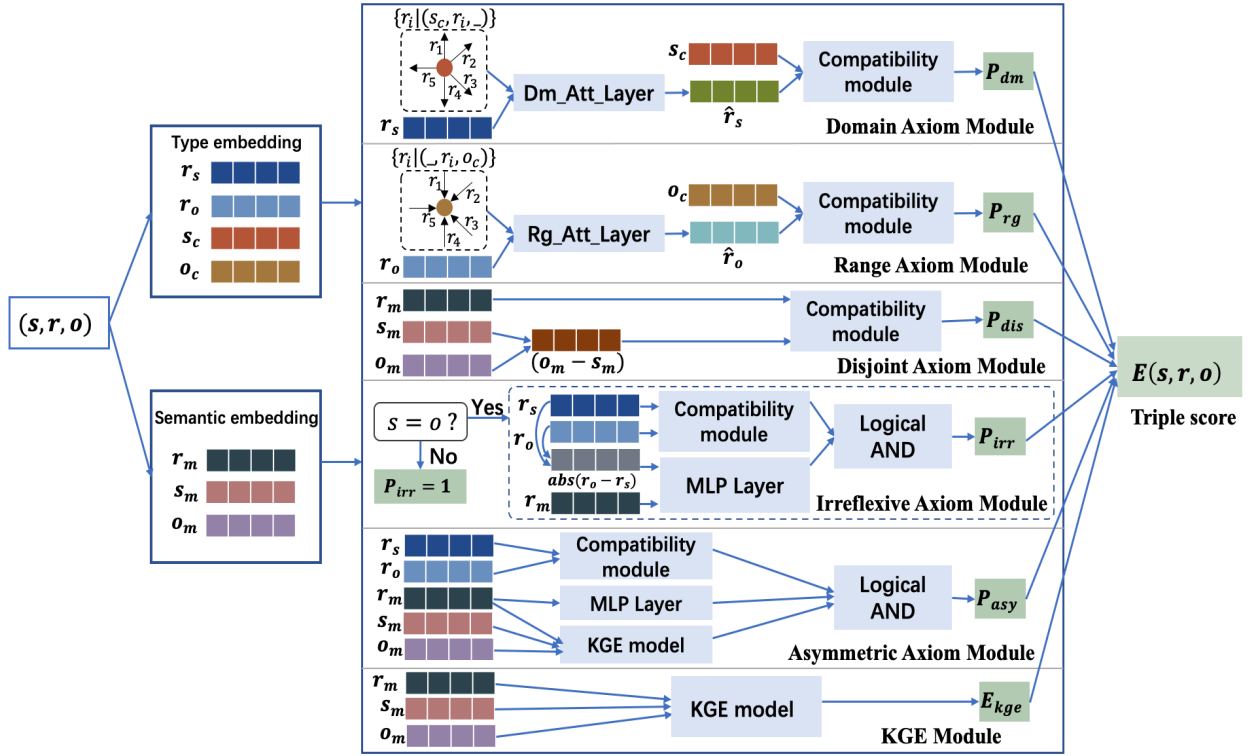 (s, r, o)
Type embedding
r_s
r_o
s_c
o_c
Semantic embedding
r_m
s_m
o_m
{r_i|(s_c, r_i, _)}
r_1
r_2
r_3
r_4
r_5
r_s
Dm_Att_Layer
s_c
r̂_s
Compatibility
module
P_dm
Domain Axiom Module
{r_i|(_, r_i, o_c)}
r_1
r_2
r_3
r_4
r_5
r_o
Rg_Att_Layer
o_c
r̂_o
Compatibility
module
P_rg
Range Axiom Module
r_m
s_m
o_m
(o_m − s_m)
Compatibility
module
P_dis
Disjoint Axiom Module
s = o ?
Yes
No
P_irr = 1
r_s
r_o
abs(r_o − r_s)
r_m
Compatibility
module
MLP Layer
Logical
AND
P_irr
Irreflexive Axiom Module
r_s
r_o
r_m
s_m
o_m
Compatibility
module
MLP Layer
KGE model
Logical
AND
P_asy
Asymmetric Axiom Module
r_m
s_m
o_m
KGE model
E_kge
KGE Module
E(s, r, o)
Triple score